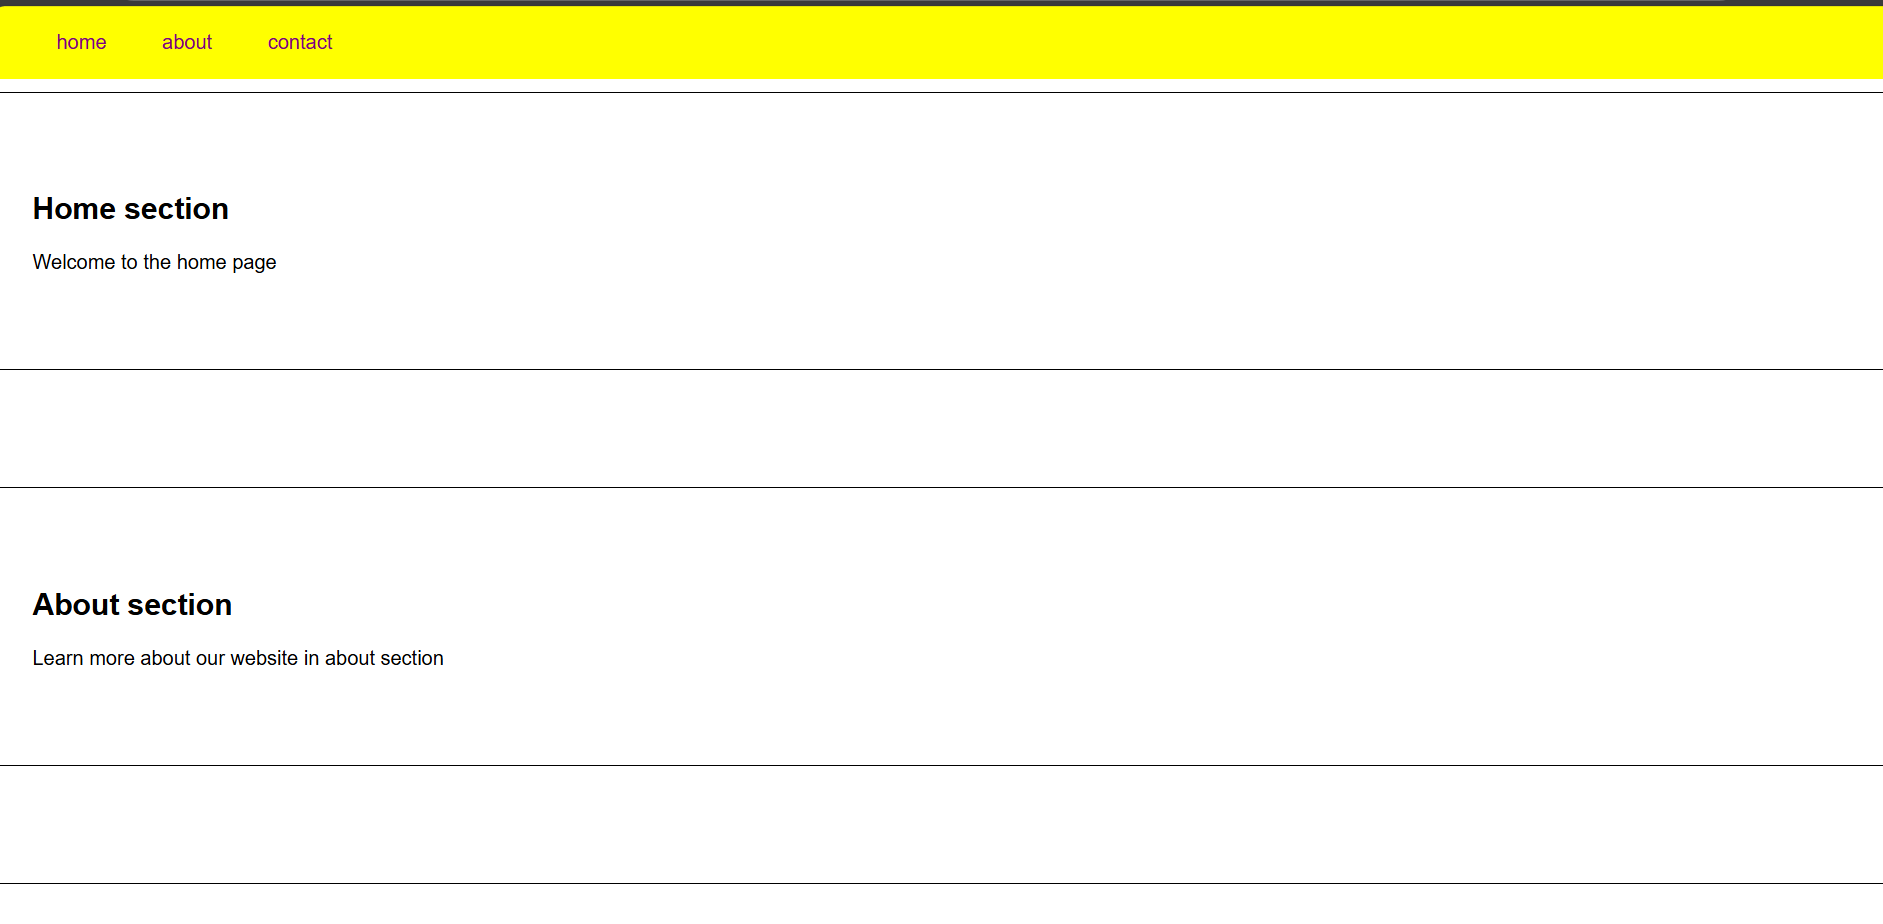 home about contact
Home section
Welcome to the home page
About section
Learn more about our website in about section